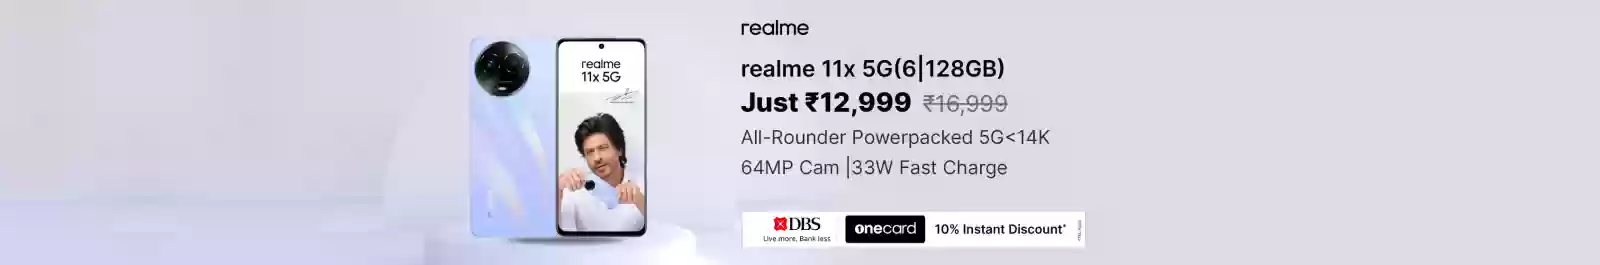 realme
11x 5G
realme
realme 11x 5G(6|128GB)
Just ₹12,999 ₹16,999
All-Rounder Powerpacked 5G<14K
64MP Cam |33W Fast Charge
DBS
Live more, Bank less
onecard
10% Instant Discount*